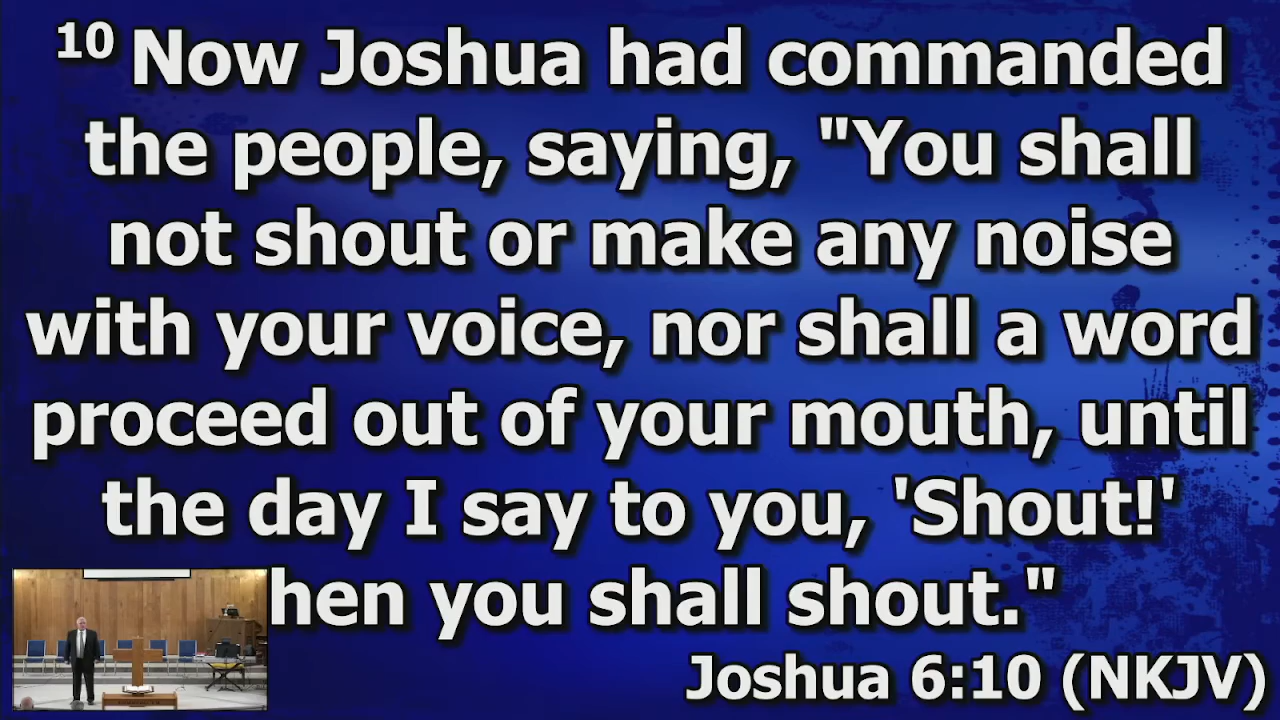 10 Now Joshua had commanded
the people, saying, "You shall
not shout or make any noise
with your voice, nor shall a word
proceed out of your mouth, until
the day I say to you, 'Shout!'
hen you shall shout."
Joshua 6:10 (NKJV)